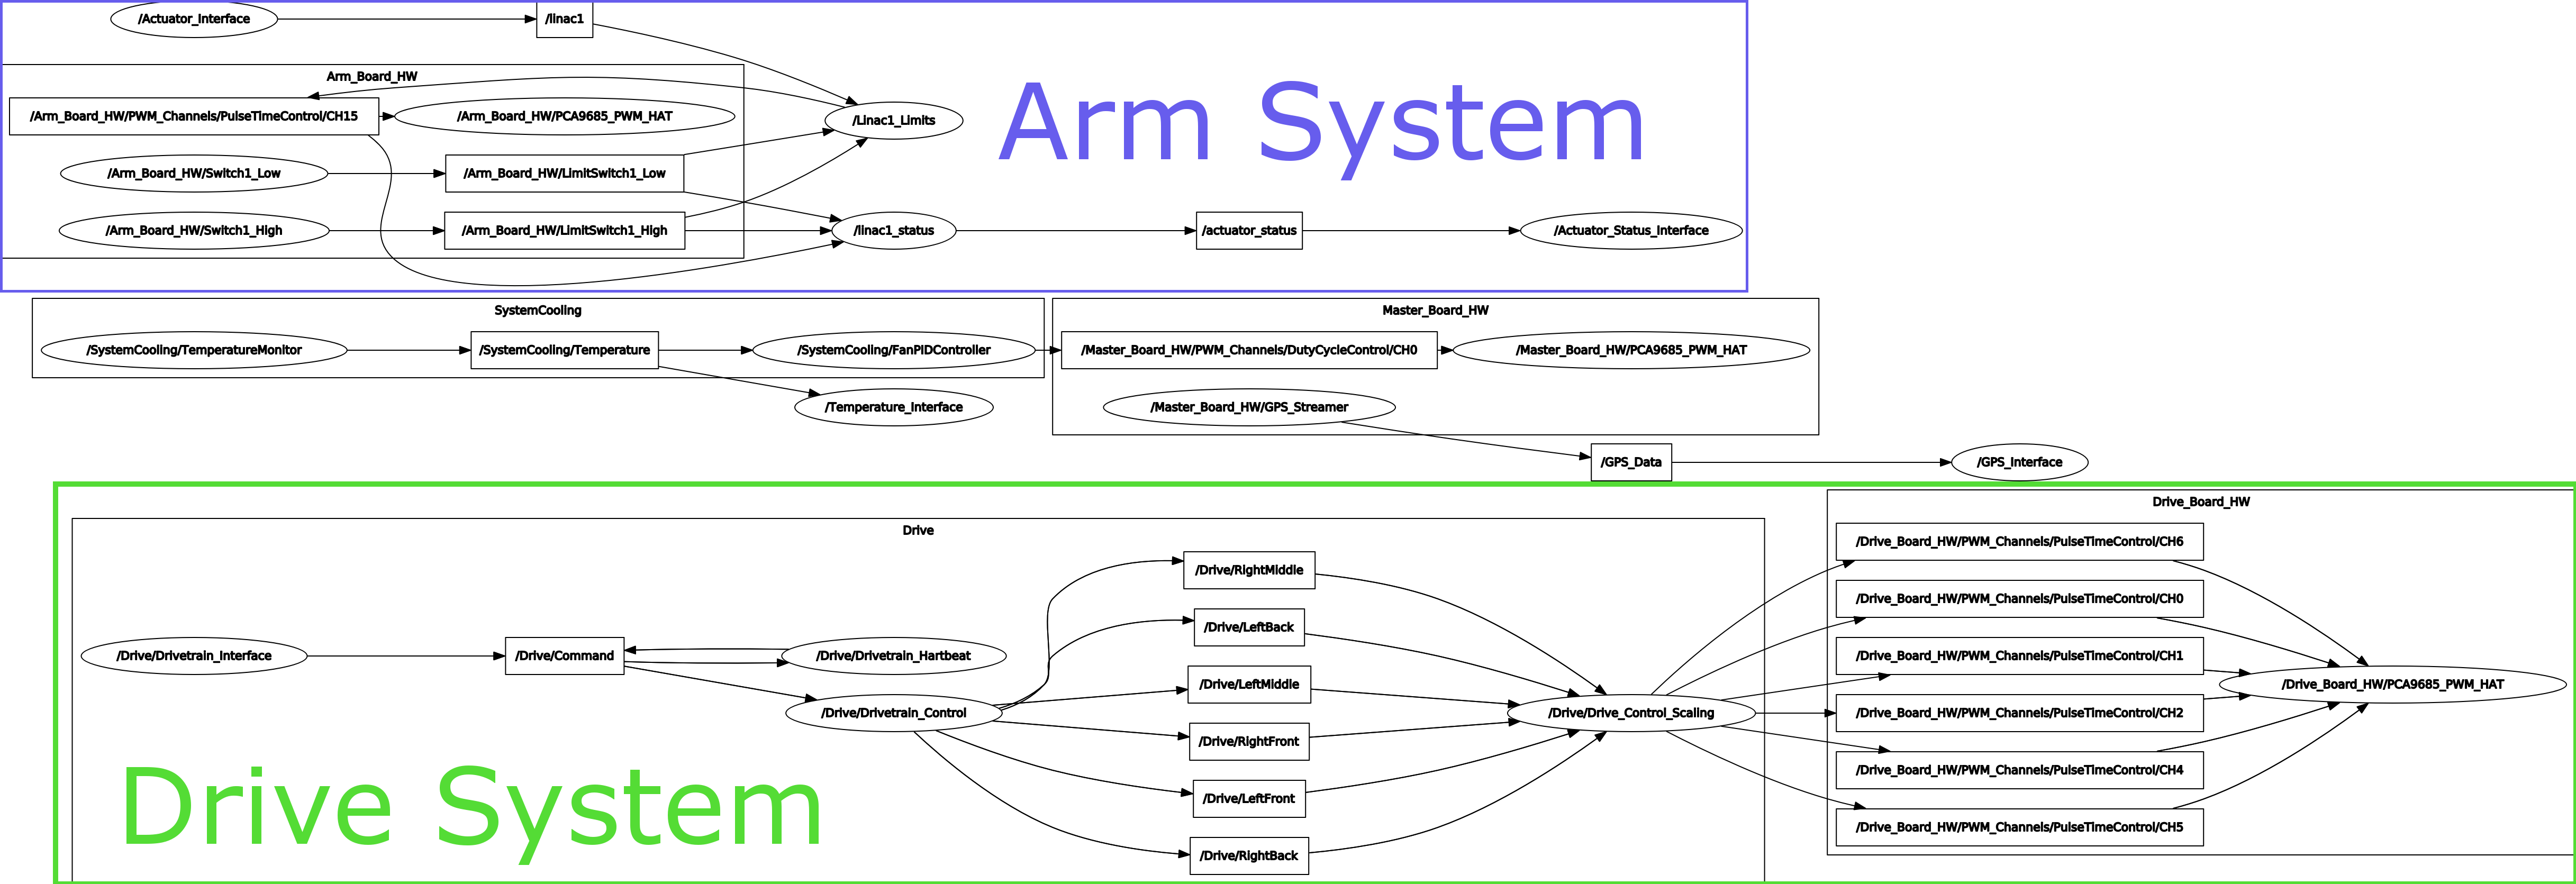 /Actuator_Interface
/linac1
Arm_Board_HW
/Arm_Board_HW/PWM_Channels/PulseTimeControl/CH15
/Arm_Board_HW/PCA9685_PWM_HAT
/Linac1_Limits
Arm System
/Arm_Board_HW/Switch1_Low
/Arm_Board_HW/LimitSwitch1_Low
/Arm_Board_HW/Switch1_High
/Arm_Board_HW/LimitSwitch1_High
/linac1_status
/actuator_status
/Actuator_Status_Interface
SystemCooling
Master_Board_HW
/SystemCooling/TemperatureMonitor
/SystemCooling/Temperature
/SystemCooling/FanPIDController
/Master_Board_HW/PWM_Channels/DutyCycleControl/CH0
/Master_Board_HW/PCA9685_PWM_HAT
/Temperature_Interface
/Master_Board_HW/GPS_Streamer
/GPS_Data
/GPS_Interface
Drive_Board_HW
Drive
/Drive_Board_HW/PWM_Channels/PulseTimeControl/CH6
/Drive/RightMiddle
/Drive_Board_HW/PWM_Channels/PulseTimeControl/CH0
/Drive/LeftBack
/Drive/Drivetrain_Interface
/Drive/Command
/Drive/Drivetrain_Hartbeat
/Drive_Board_HW/PWM_Channels/PulseTimeControl/CH1
/Drive/LeftMiddle
/Drive_Board_HW/PCA9685_PWM_HAT
/Drive/Drivetrain_Control
/Drive/Drive_Control_Scaling
/Drive_Board_HW/PWM_Channels/PulseTimeControl/CH2
/Drive/RightFront
/Drive_Board_HW/PWM_Channels/PulseTimeControl/CH4
Drive System
/Drive/LeftFront
/Drive_Board_HW/PWM_Channels/PulseTimeControl/CH5
/Drive/RightBack